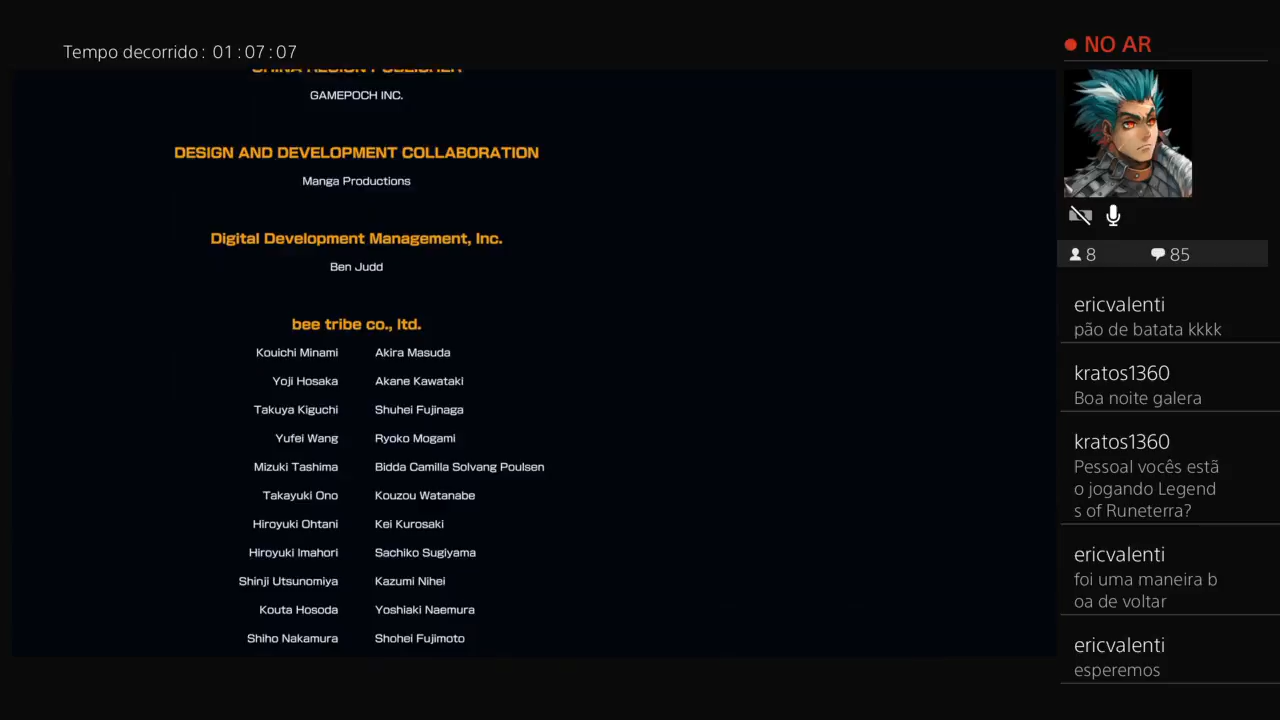 Tempo decorrido: 01:07:07
CHINA REGION PUBLISHER
GAMEPOCH INC.
DESIGN AND DEVELOPMENT COLLABORATION
Manga Productions
Digital Development Management, Inc.
Ben Judd
bee tribe co., ltd.
Kouichi Minami Akira Masuda
Yoji Hosaka Akane Kawataki
Takuya Kiguchi Shuhei Fujinaga
Yufei Wang Ryoko Mogami
Mizuki Tashima Bidda Camilla Solvang Poulsen
Takayuki Ono Kouzou Watanabe
Hiroyuki Ohtani Kei Kurosaki
Hiroyuki Imahori Sachiko Sugiyama
Shinji Utsunomiya Kazumi Nihei
Kouta Hosoda Yoshiaki Naemura
Shiho Nakamura Shohei Fujimoto
NO AR
8 85
ericvalenti
pão de batata kkkk
kratos1360
Boa noite galera
kratos1360
Pessoal vocês estã
o jogando Legend
s of Runeterra?
ericvalenti
foi uma maneira b
oa de voltar
ericvalenti
esperemos